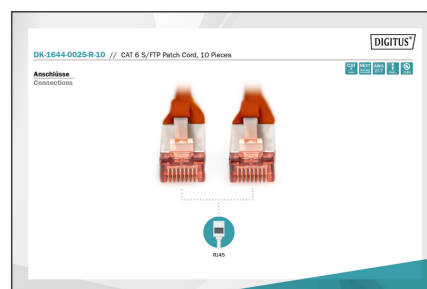 DIGITUS®
DK-1644-0025-R-10 // CAT 6 S/FTP Patch Cord, 10 Pieces
Anschlüsse
Connections
RJ45